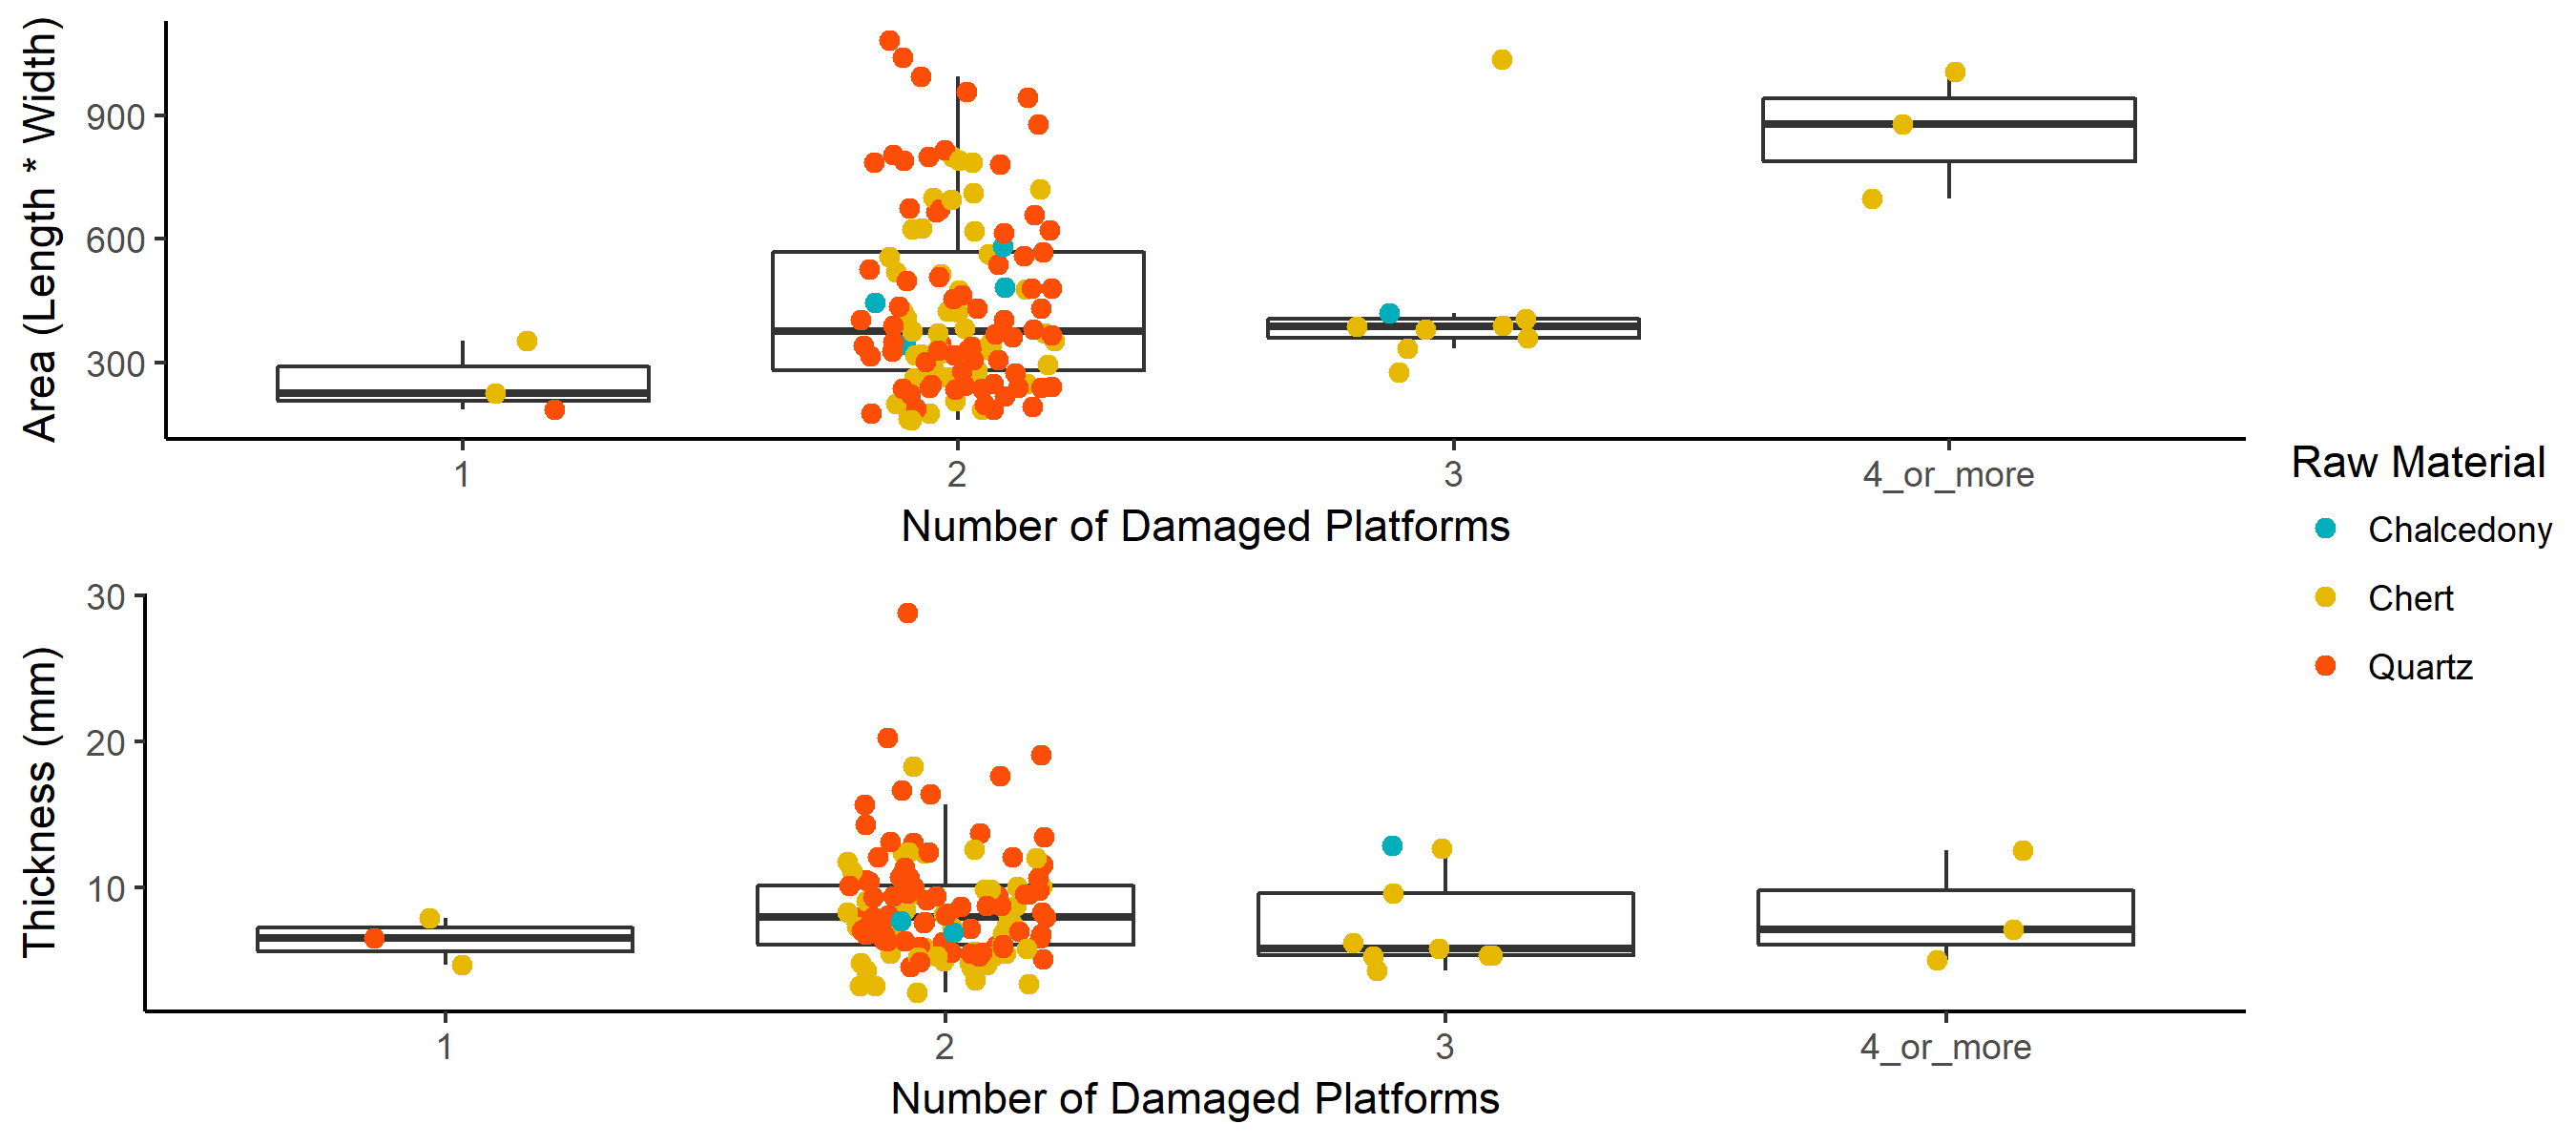 Area (Length * Width)
900
600
300
1
2
3
4_or_more
Number of Damaged Platforms
Raw Material
Chalcedony
Chert
Quartz
Thickness (mm)
30
20
10
1
2
3
4_or_more
Number of Damaged Platforms